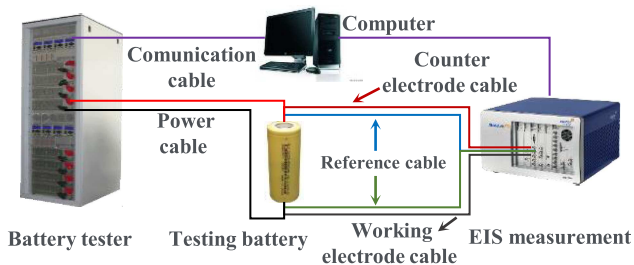 Computer
Comunication
cable
Computer
Counter
electrode cable
Power
cable
Reference cable
Battery tester
Testing battery
Working
electrode cable
EIS measurement